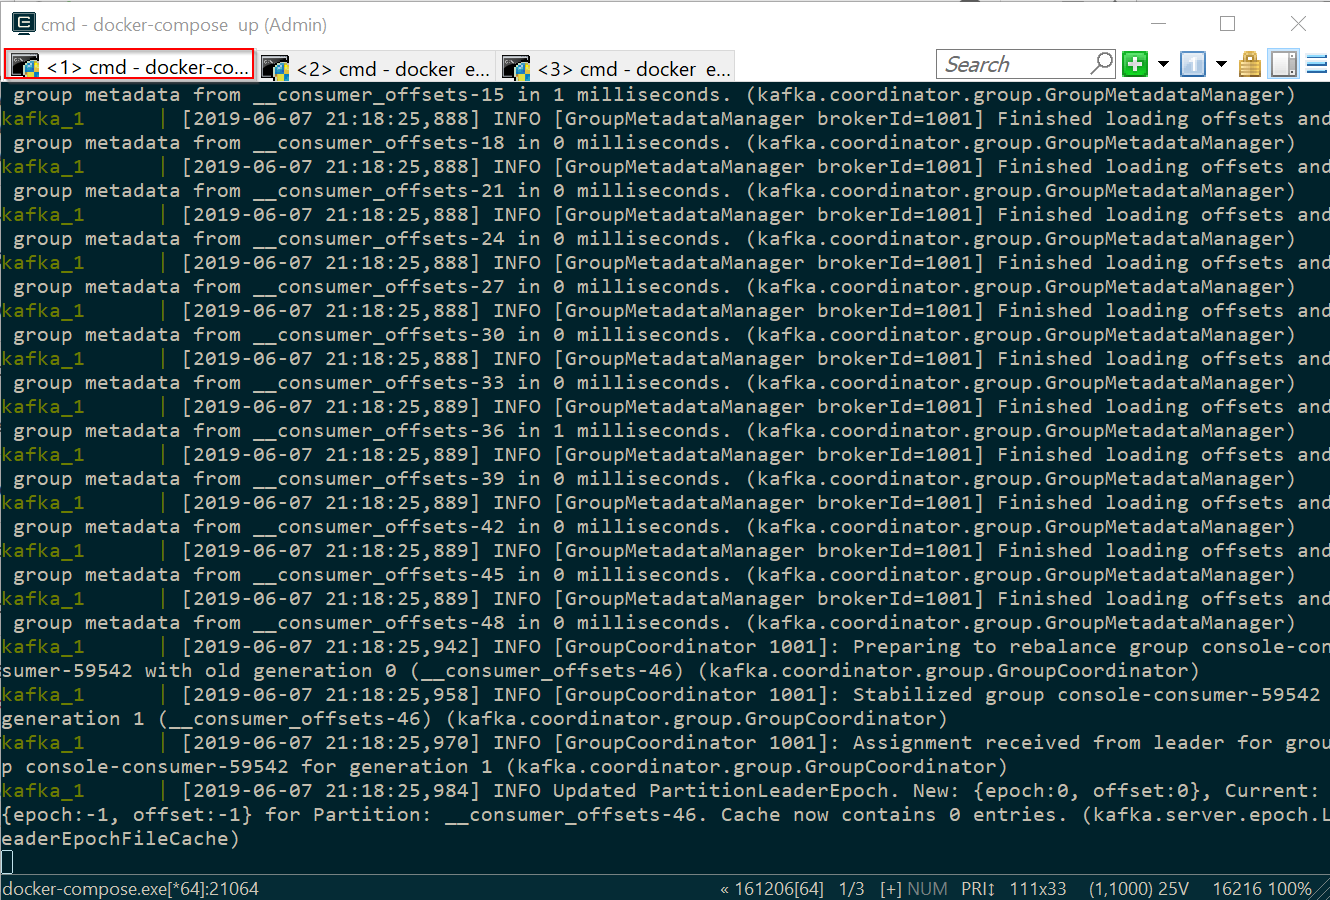 cmd - docker-compose  up (Admin)
<1> cmd - docker-co... <2> cmd - docker  e... <3> cmd - docker  e... Search
group metadata from __consumer_offsets-15 in 1 milliseconds. (kafka.coordinator.group.GroupMetadataManager)
kafka_1      | [2019-06-07 21:18:25,888] INFO [GroupMetadataManager brokerId=1001] Finished loading offsets and
group metadata from __consumer_offsets-18 in 0 milliseconds. (kafka.coordinator.group.GroupMetadataManager)
kafka_1      | [2019-06-07 21:18:25,888] INFO [GroupMetadataManager brokerId=1001] Finished loading offsets and
group metadata from __consumer_offsets-21 in 0 milliseconds. (kafka.coordinator.group.GroupMetadataManager)
kafka_1      | [2019-06-07 21:18:25,888] INFO [GroupMetadataManager brokerId=1001] Finished loading offsets and
group metadata from __consumer_offsets-24 in 0 milliseconds. (kafka.coordinator.group.GroupMetadataManager)
kafka_1      | [2019-06-07 21:18:25,888] INFO [GroupMetadataManager brokerId=1001] Finished loading offsets and
group metadata from __consumer_offsets-27 in 0 milliseconds. (kafka.coordinator.group.GroupMetadataManager)
kafka_1      | [2019-06-07 21:18:25,888] INFO [GroupMetadataManager brokerId=1001] Finished loading offsets and
group metadata from __consumer_offsets-30 in 0 milliseconds. (kafka.coordinator.group.GroupMetadataManager)
kafka_1      | [2019-06-07 21:18:25,888] INFO [GroupMetadataManager brokerId=1001] Finished loading offsets and
group metadata from __consumer_offsets-33 in 0 milliseconds. (kafka.coordinator.group.GroupMetadataManager)
kafka_1      | [2019-06-07 21:18:25,889] INFO [GroupMetadataManager brokerId=1001] Finished loading offsets and
group metadata from __consumer_offsets-36 in 1 milliseconds. (kafka.coordinator.group.GroupMetadataManager)
kafka_1      | [2019-06-07 21:18:25,889] INFO [GroupMetadataManager brokerId=1001] Finished loading offsets and
group metadata from __consumer_offsets-39 in 0 milliseconds. (kafka.coordinator.group.GroupMetadataManager)
kafka_1      | [2019-06-07 21:18:25,889] INFO [GroupMetadataManager brokerId=1001] Finished loading offsets and
group metadata from __consumer_offsets-42 in 0 milliseconds. (kafka.coordinator.group.GroupMetadataManager)
kafka_1      | [2019-06-07 21:18:25,889] INFO [GroupMetadataManager brokerId=1001] Finished loading offsets and
group metadata from __consumer_offsets-45 in 0 milliseconds. (kafka.coordinator.group.GroupMetadataManager)
kafka_1      | [2019-06-07 21:18:25,889] INFO [GroupMetadataManager brokerId=1001] Finished loading offsets and
group metadata from __consumer_offsets-48 in 0 milliseconds. (kafka.coordinator.group.GroupMetadataManager)
kafka_1      | [2019-06-07 21:18:25,942] INFO [GroupCoordinator 1001]: Preparing to rebalance group console-con
sumer-59542 with old generation 0 (__consumer_offsets-46) (kafka.coordinator.group.GroupCoordinator)
kafka_1      | [2019-06-07 21:18:25,958] INFO [GroupCoordinator 1001]: Stabilized group console-consumer-59542
generation 1 (__consumer_offsets-46) (kafka.coordinator.group.GroupCoordinator)
kafka_1      | [2019-06-07 21:18:25,970] INFO [GroupCoordinator 1001]: Assignment received from leader for grou
p console-consumer-59542 for generation 1 (kafka.coordinator.group.GroupCoordinator)
kafka_1      | [2019-06-07 21:18:25,984] INFO Updated PartitionLeaderEpoch. New: {epoch:0, offset:0}, Current:
{epoch:-1, offset:-1} for Partition: __consumer_offsets-46. Cache now contains 0 entries. (kafka.server.epoch.L
eaderEpochFileCache)
docker-compose.exe[*64]:21064 « 161206[64] 1/3 [+] NUM PRI↕ 111x33 (1,1000) 25V 16216 100%